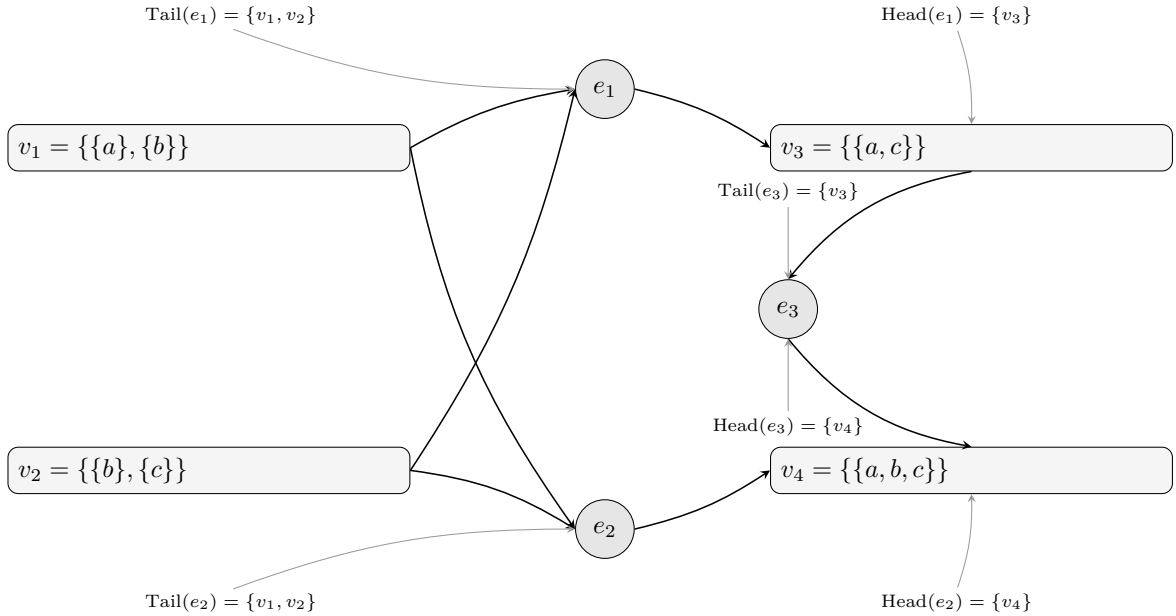 Tail(e₁) = {v₁, v₂}
Head(e₁) = {v₃}
e₁
v₁ = {{a}, {b}}
v₃ = {{a, c}}
Tail(e₃) = {v₃}
e₃
Head(e₃) = {v₄}
v₂ = {{b}, {c}}
v₄ = {{a, b, c}}
e₂
Tail(e₂) = {v₁, v₂}
Head(e₂) = {v₄}